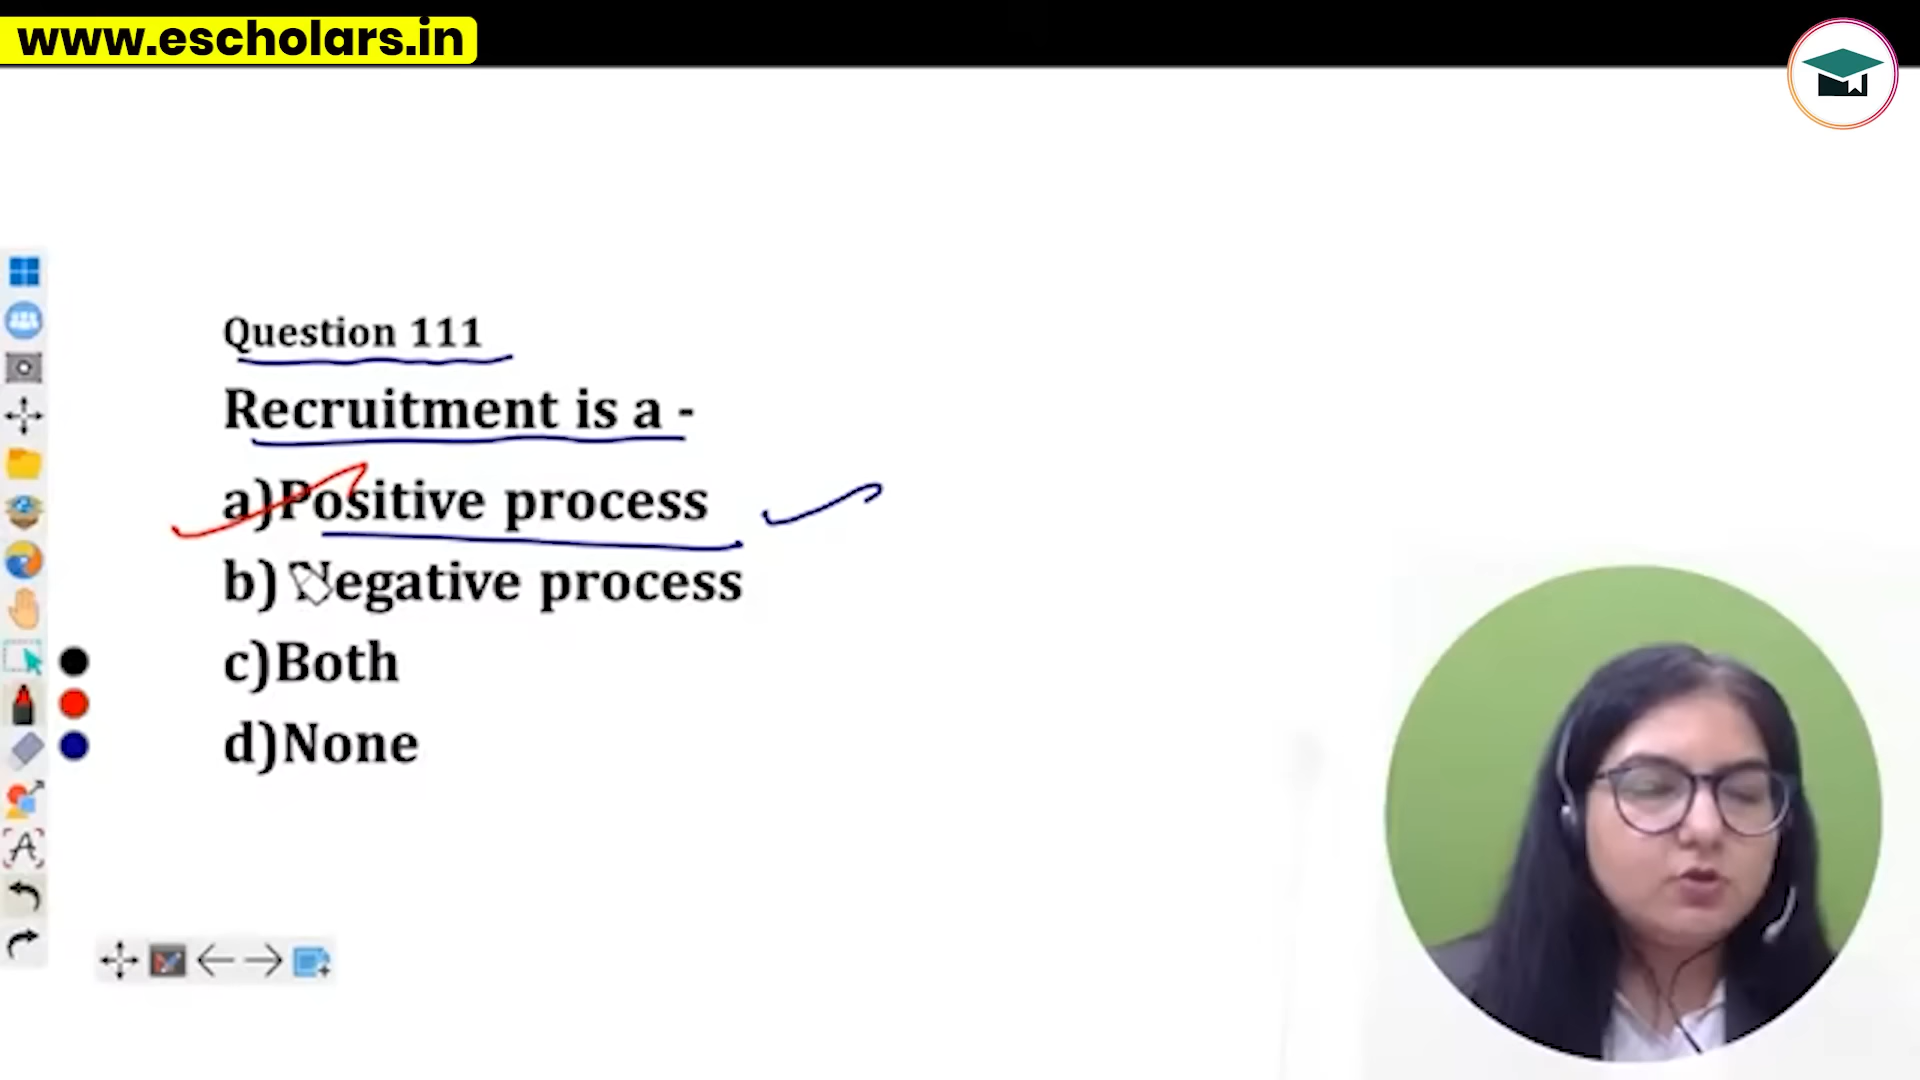 www.escholars.in
Question 111
Recruitment is a -
a)Positive process
b) Negative process
c)Both
d)None